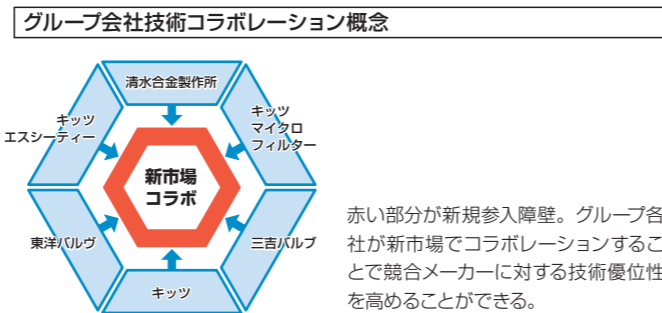 グループ会社技術コラボレーション概念
清水合金製作所
キッツ
エスシーティー
キッツ
マイクロ
フィルター
新市場
コラボ
東洋バルヴ
三吉バルブ
キッツ
赤い部分が新規参入障壁。グループ各
社が新市場でコラボレーションするこ
とで競合メーカーに対する技術優位性
を高めることができる。